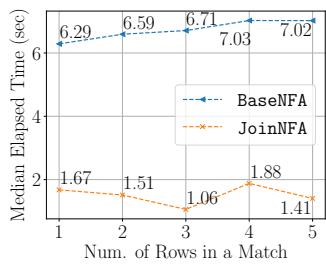 Median Elapsed Time (sec)
6
4
2
6.29
6.59
6.71
7.03
7.02
BaseNFA
JoinNFA
1.67
1.51
1.06
1.88
1.41
1 2 3 4 5
Num. of Rows in a Match